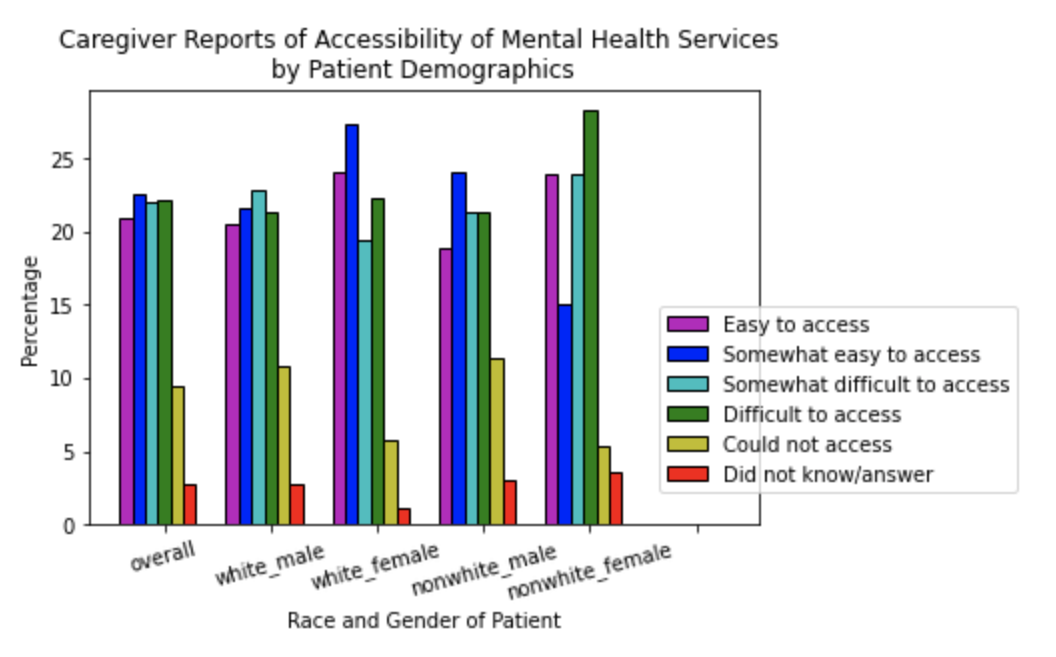 Caregiver Reports of Accessibility of Mental Health Services
by Patient Demographics
Percentage
25
20
15
10
5
0
Easy to access
Somewhat easy to access
Somewhat difficult to access
Difficult to access
Could not access
Did not know/answer
overall
white_male
white_female
nonwhite_male
nonwhite_female
Race and Gender of Patient